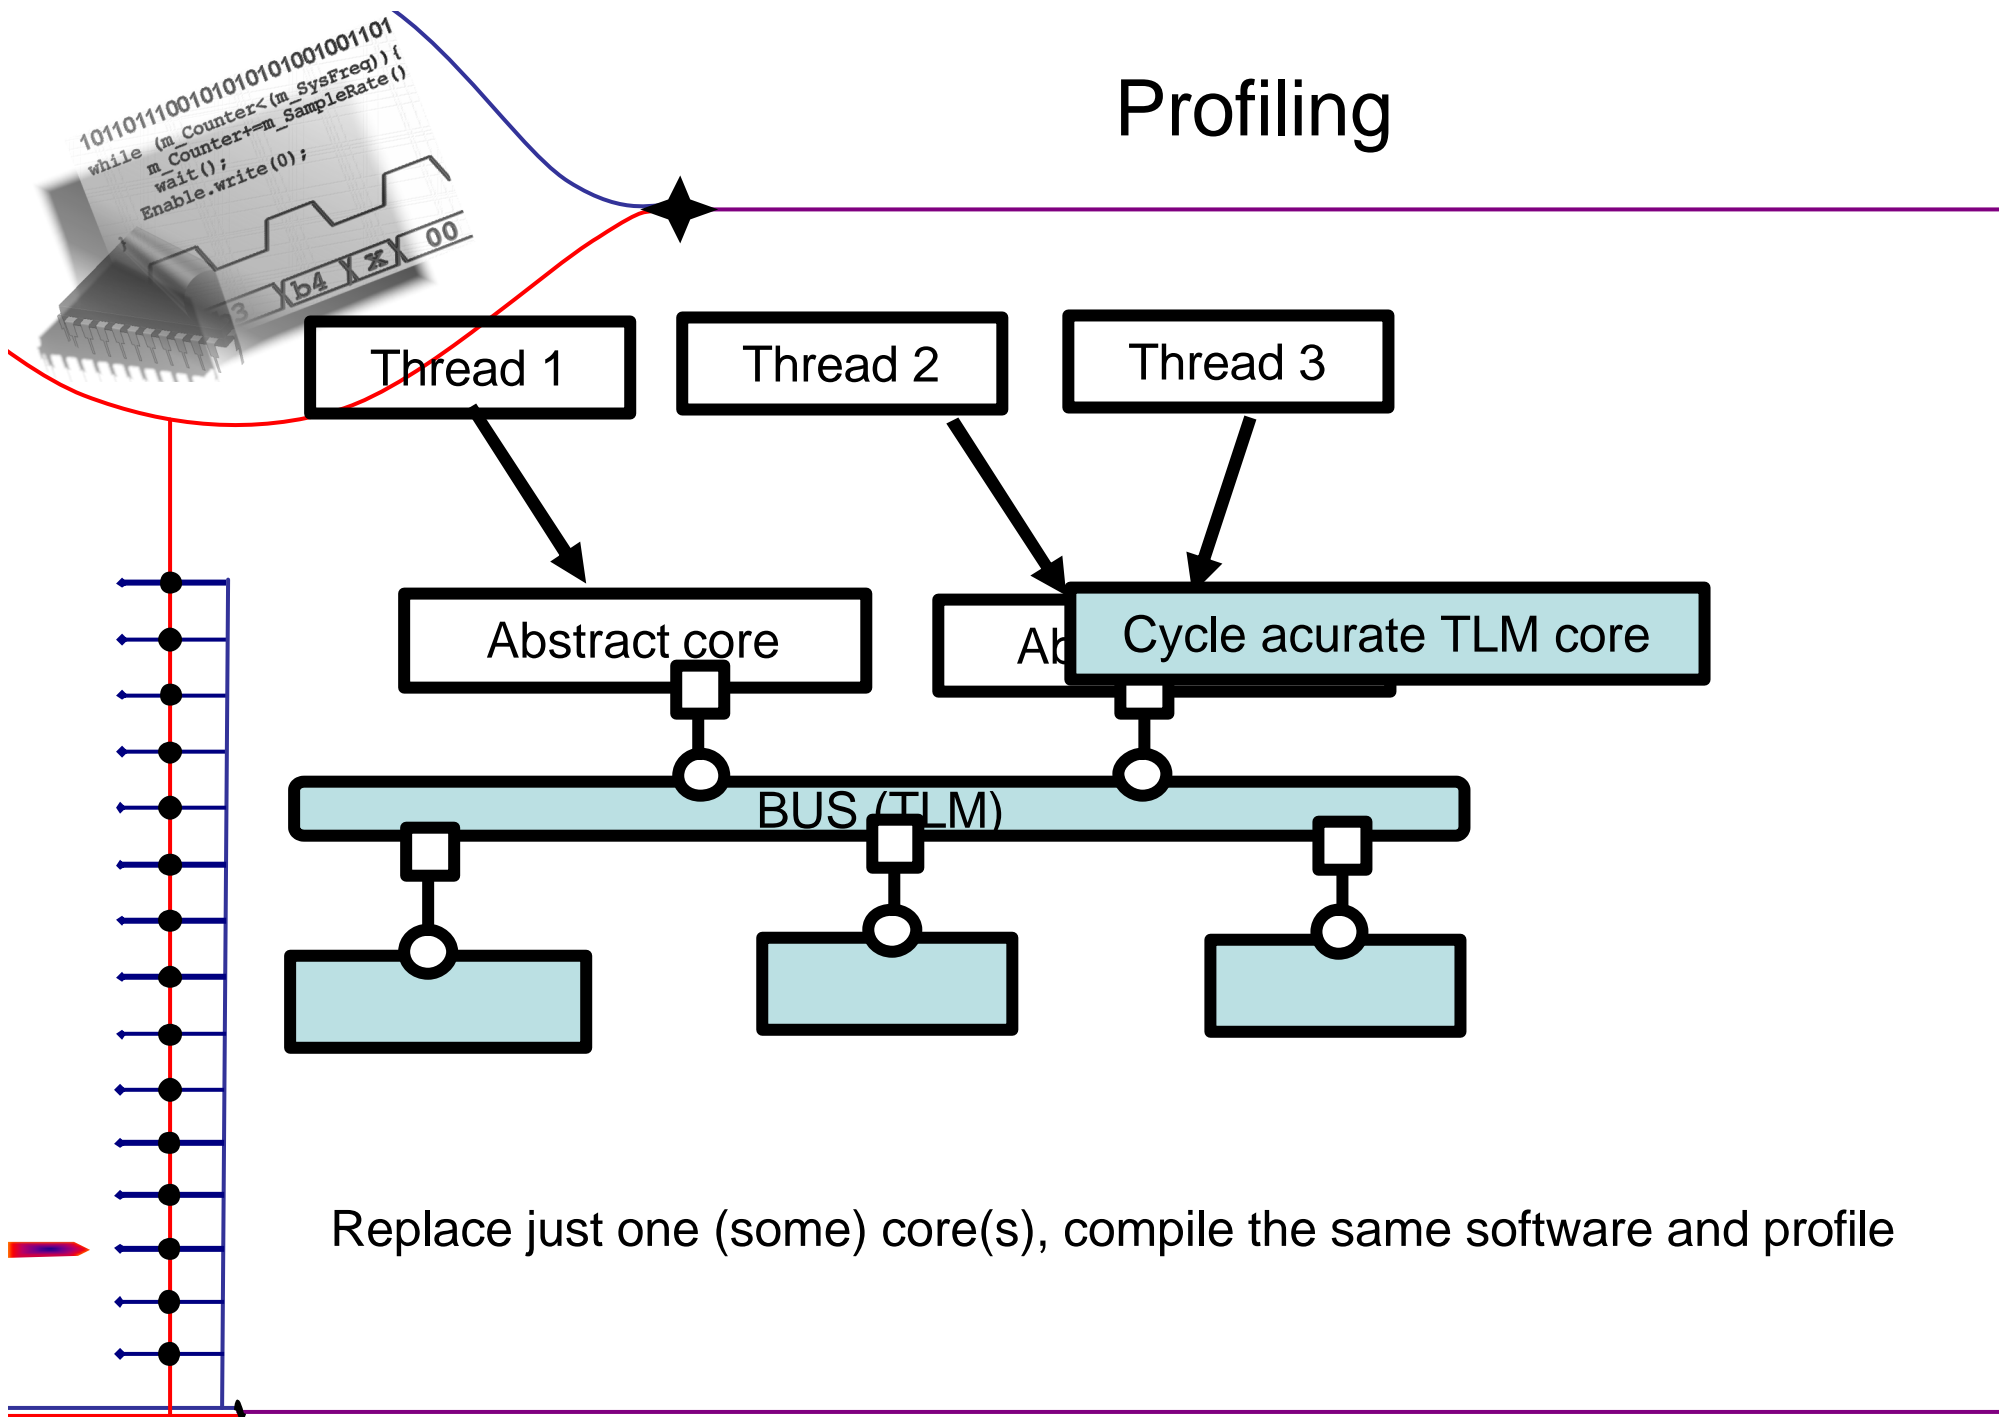 1011011100101010101001001101
while (m_Counter<(m_SysFreq)){
m_Counter+=m_SampleRate()
wait();
Enable.write(0);
3 b4 x 00
Profiling
Thread 1
Thread 2
Thread 3
Abstract core
Ab
Cycle acurate TLM core
BUS (TLM)
Replace just one (some) core(s), compile the same software and profile